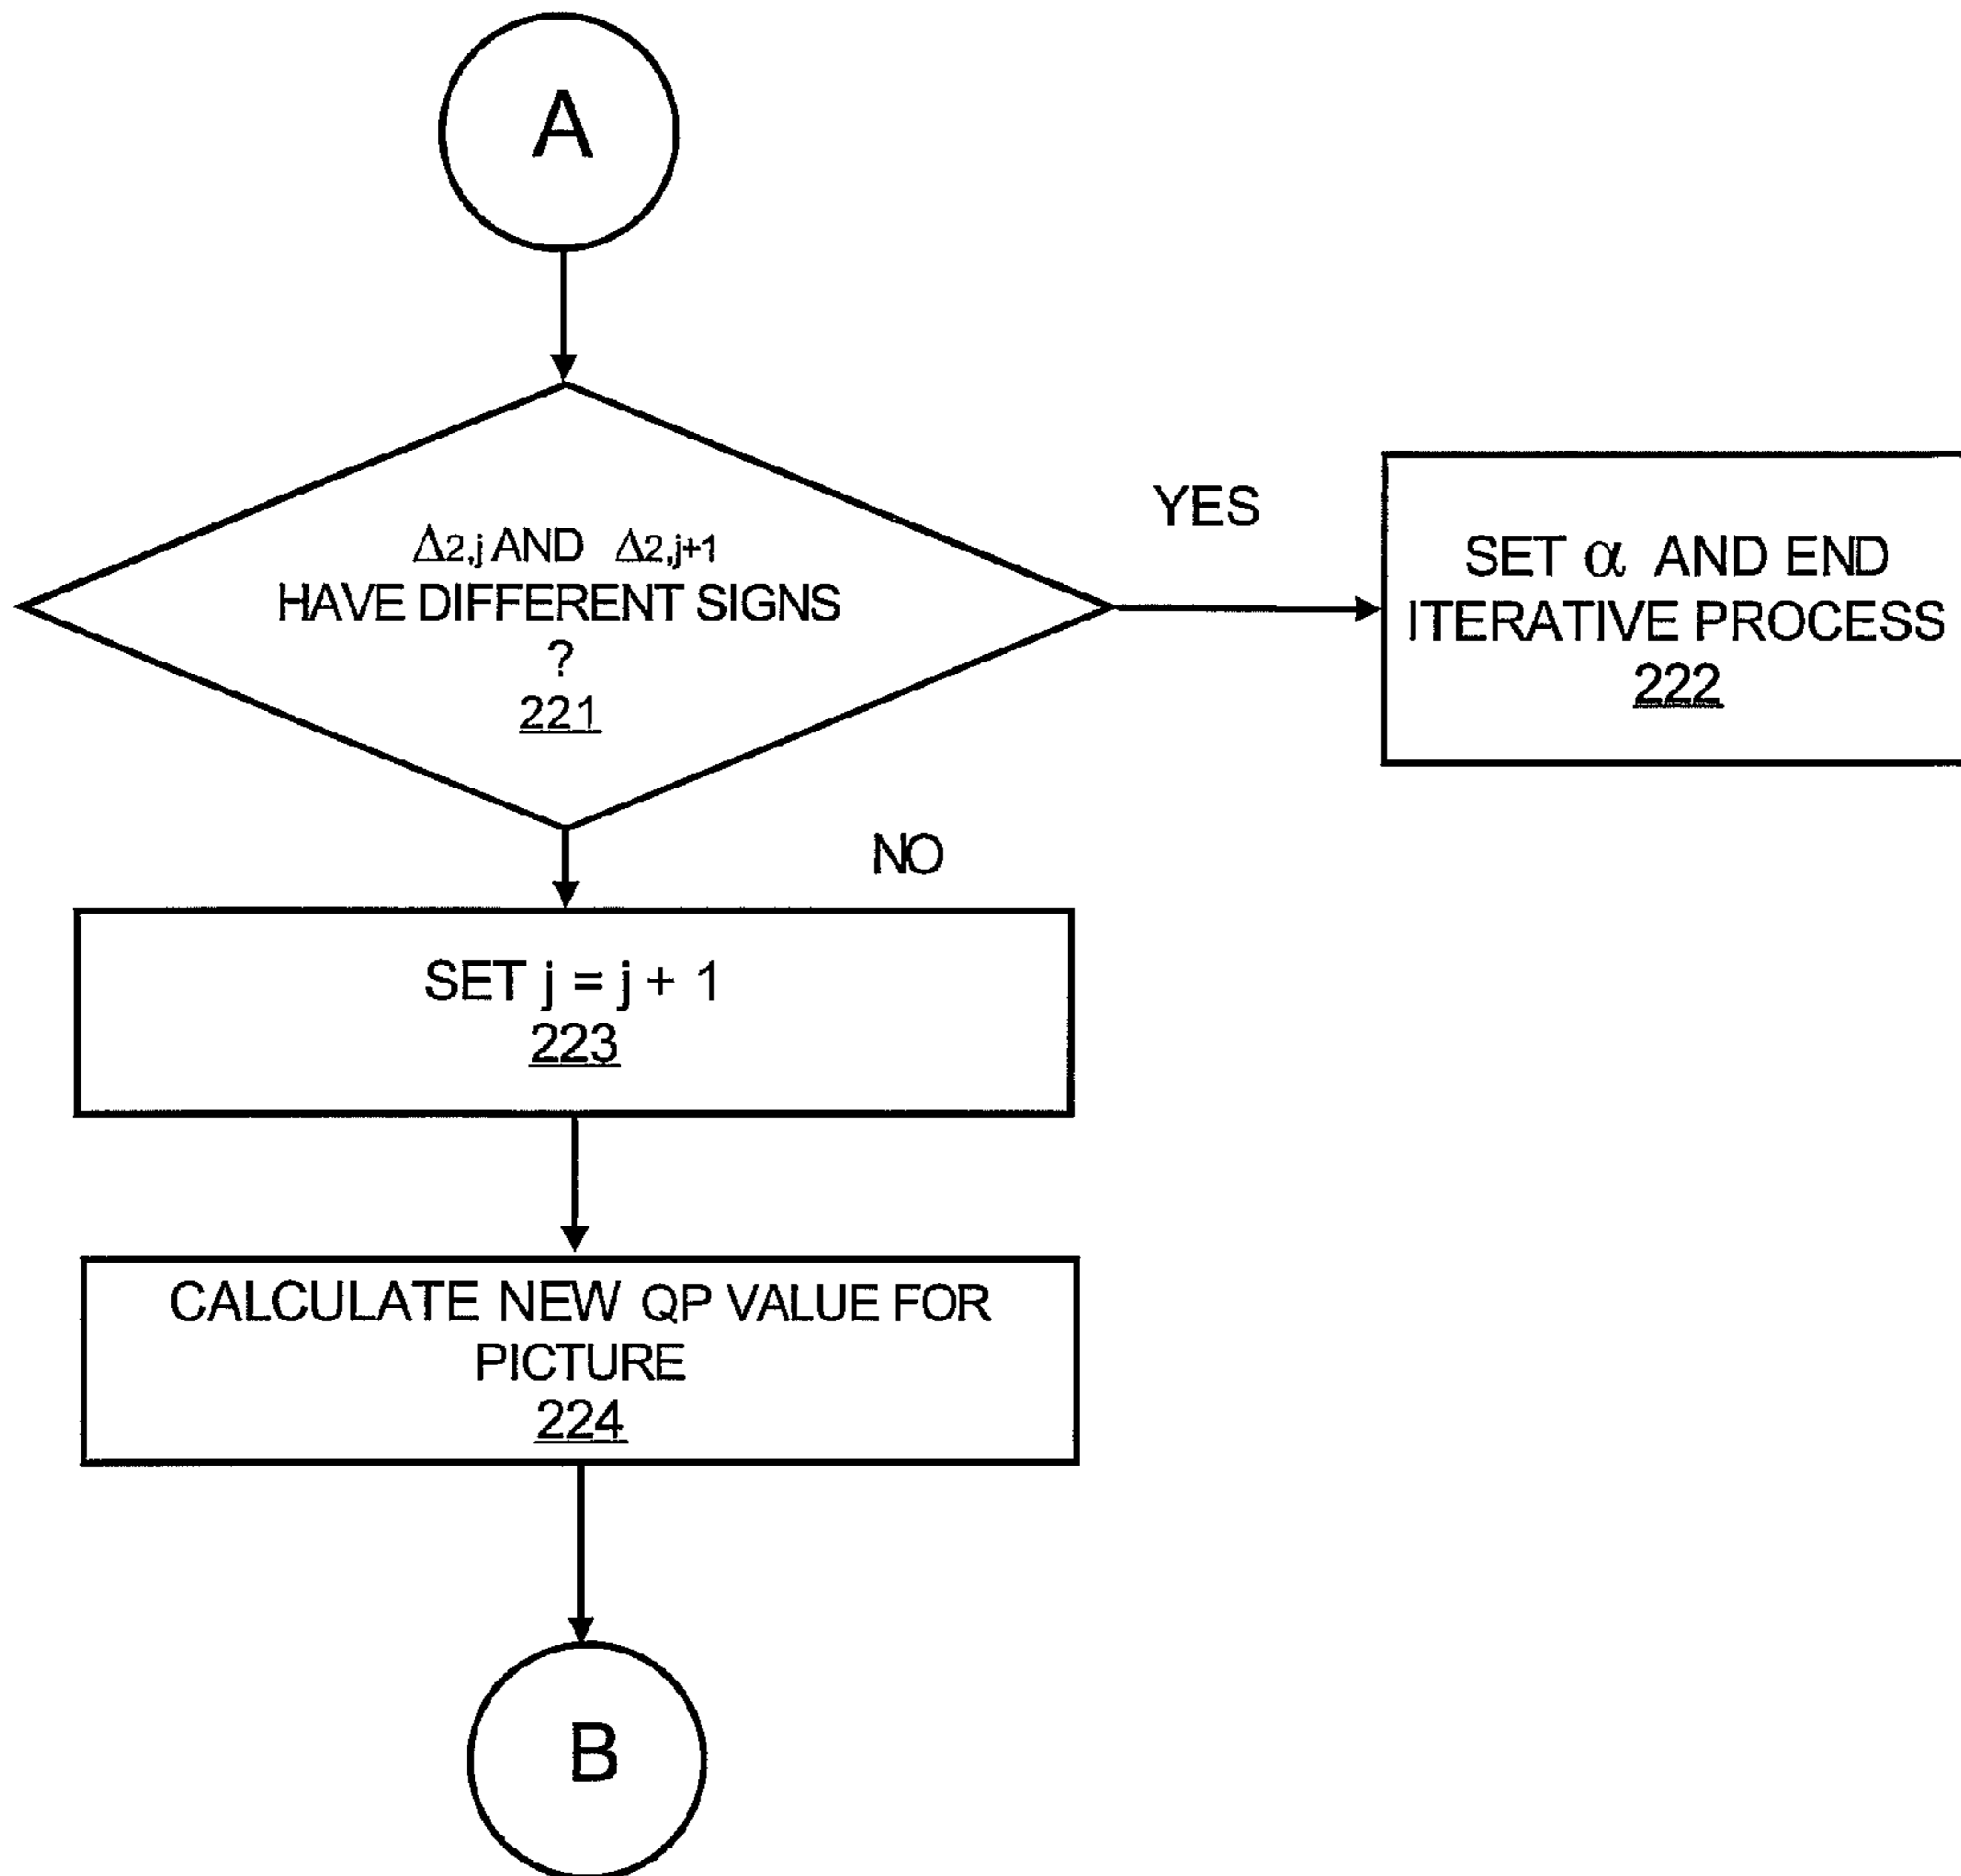 A
Δ2,j AND Δ2,j+1
HAVE DIFFERENT SIGNS
?
221
YES
SET α AND END
ITERATIVE PROCESS
222
NO
SET j = j + 1
223
CALCULATE NEW QP VALUE FOR
PICTURE
224
B